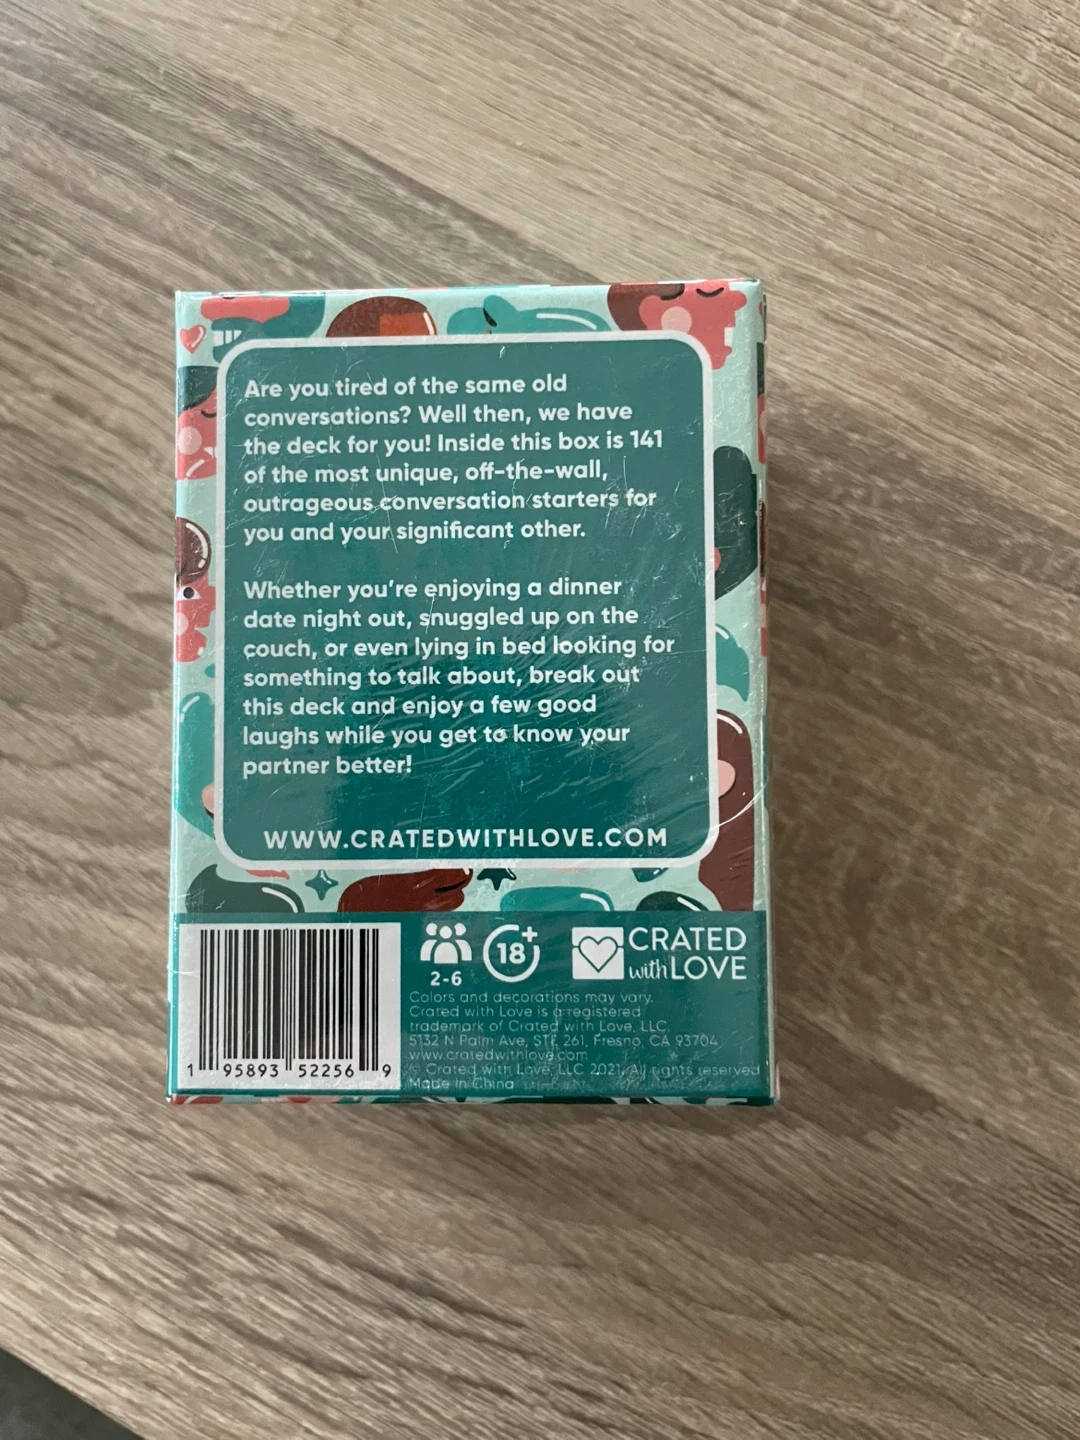 Are you tired of the same old
conversations? Well then, we have
the deck for you! Inside this box is 141
of the most unique, off-the-wall,
outrageous conversation starters for
you and your significant other.
Whether you're enjoying a dinner
date night out, snuggled up on the
couch, or even lying in bed looking for
something to talk about, break out
this deck and enjoy a few good
laughs while you get to know your
partner better!
WWW.CRATEDWITHLOVE.COM
2-6
18+
CRATED
with LOVE
Colors and decorations may vary.
Crated with Love is a registered
trademark of Crated with Love, LLC.
5132 N Palm Ave, STE 261, Fresno, CA 93704
www.cratedwithlove.com
© Crated with Love, LLC 2021. All rights reserved
Made in China
1 95893 52256 9